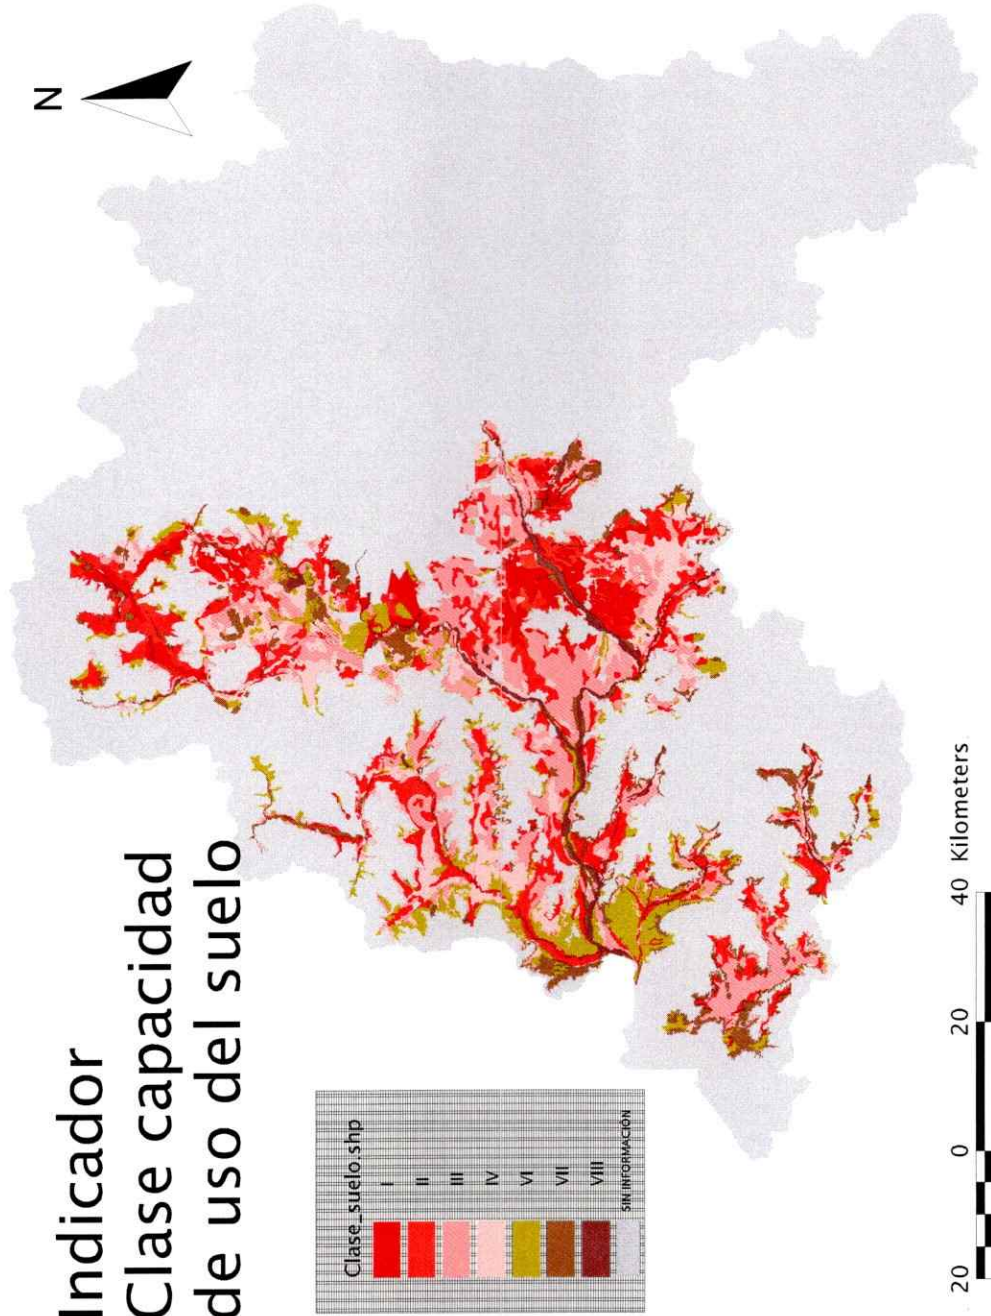 Indicador
Clase capacidad
de uso del suelo
N
Clase_suelo.shp
I
II
III
IV
VI
VII
VIII
SIN INFORMACIÓN
20 0 20 40 Kilometers